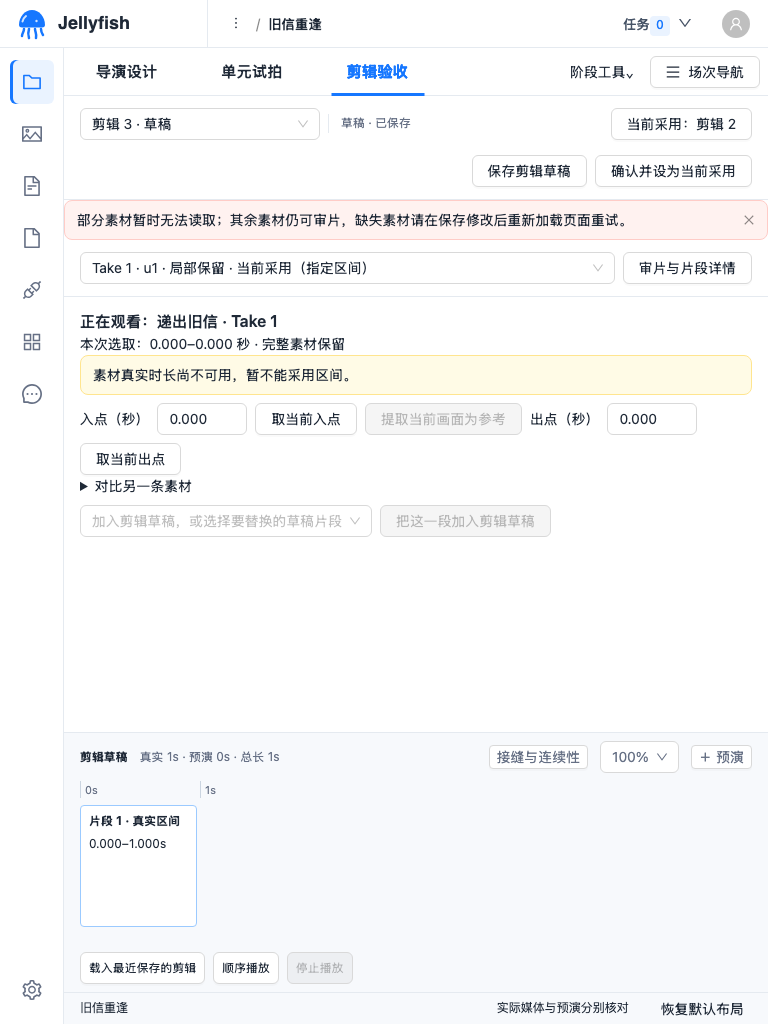 Jellyfish
/ 旧信重逢
任务 0
导演设计
单元试拍
剪辑验收
阶段工具
场次导航
剪辑 3 · 草稿
草稿 · 已保存
当前采用：剪辑 2
保存剪辑草稿
确认并设为当前采用
部分素材暂时无法读取；其余素材仍可审片，缺失素材请在保存修改后重新加载页面重试。
Take 1 · u1 · 局部保留 · 当前采用（指定区间）
审片与片段详情
正在观看：递出旧信 · Take 1
本次选取：0.000–0.000 秒 · 完整素材保留
素材真实时长尚不可用，暂不能采用区间。
入点（秒）
0.000
取当前入点
提取当前画面为参考
出点（秒）
0.000
取当前出点
对比另一条素材
加入剪辑草稿，或选择要替换的草稿片段
把这一段加入剪辑草稿
剪辑草稿
真实 1s · 预演 0s · 总长 1s
接缝与连续性
100%
+ 预演
0s
1s
片段 1 · 真实区间
0.000–1.000s
载入最近保存的剪辑
顺序播放
停止播放
旧信重逢
实际媒体与预演分别核对
恢复默认布局